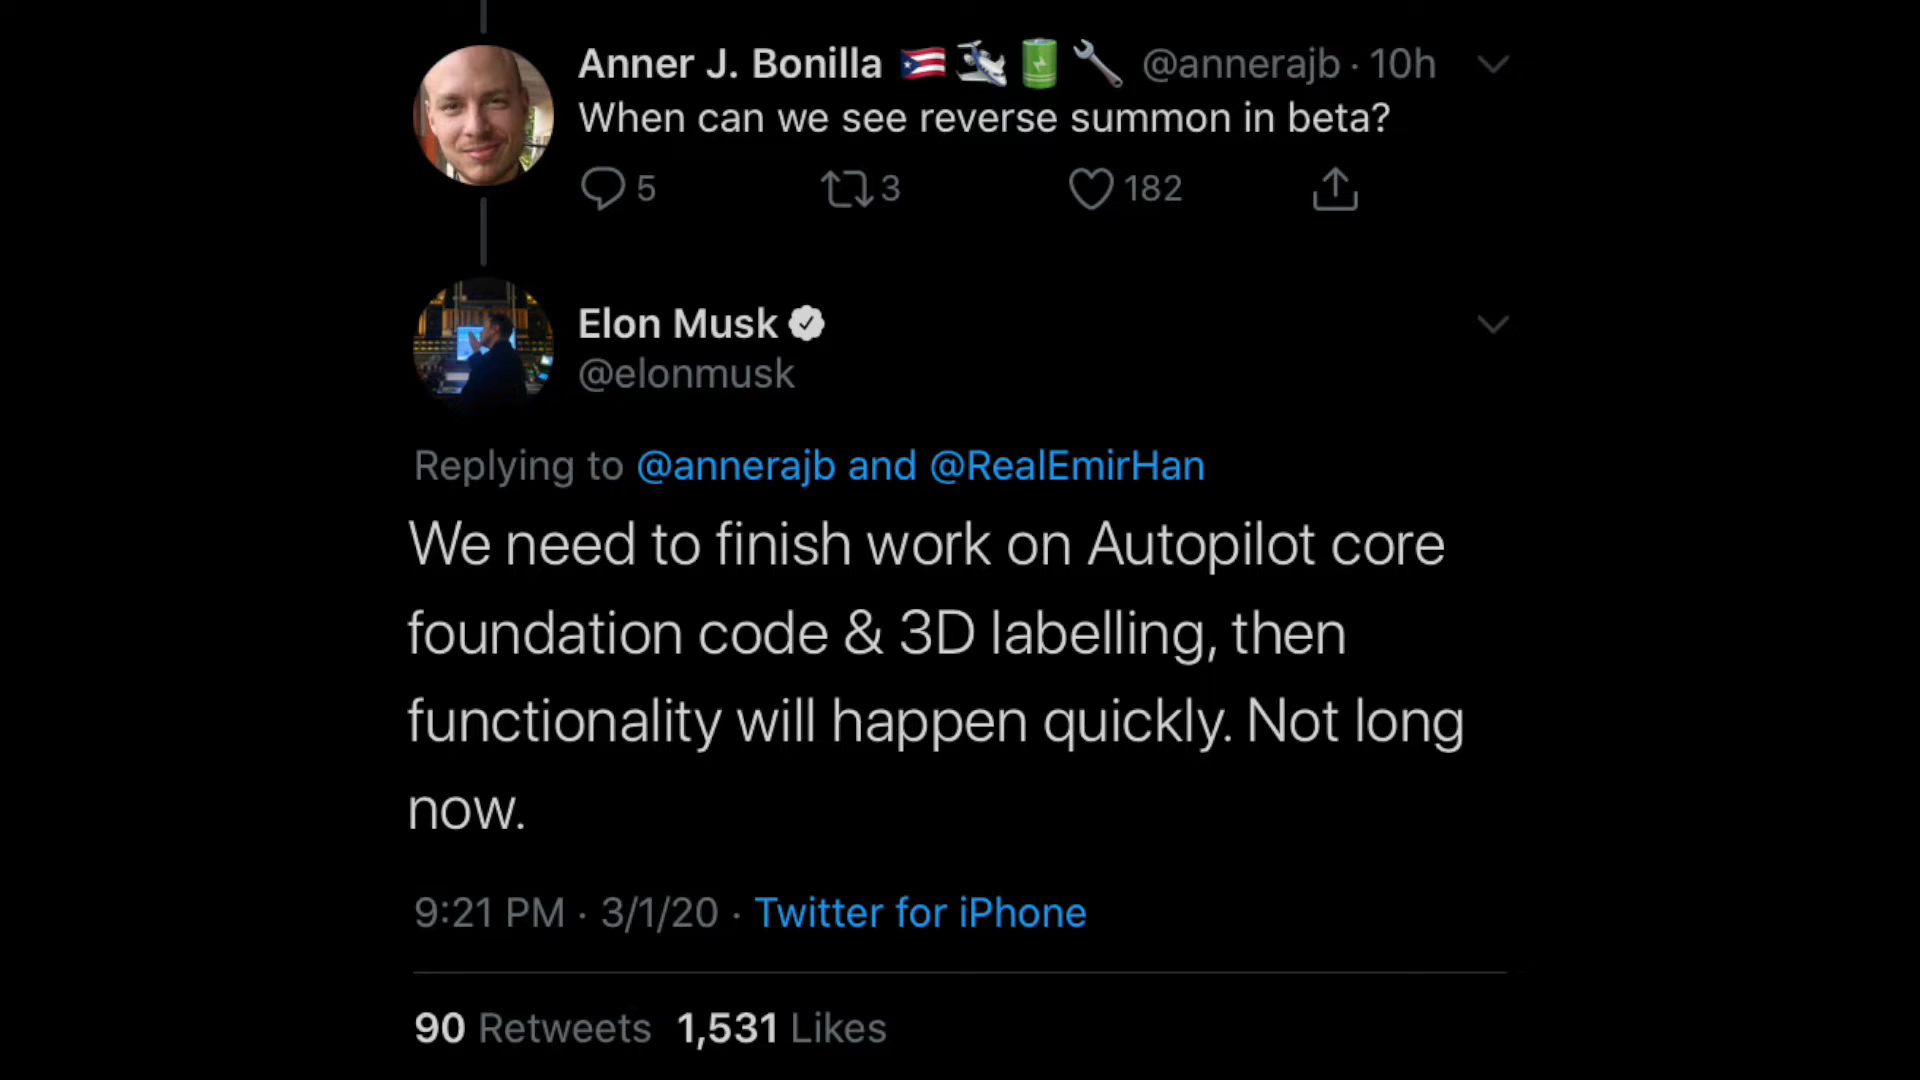 Anner J. Bonilla 🇵🇷🛩🔋🔧 @annerajb · 10h
When can we see reverse summon in beta?
5 3 182
Elon Musk
@elonmusk
Replying to @annerajb and @RealEmirHan
We need to finish work on Autopilot core
foundation code & 3D labelling, then
functionality will happen quickly. Not long
now.
9:21 PM · 3/1/20 · Twitter for iPhone
90 Retweets 1,531 Likes